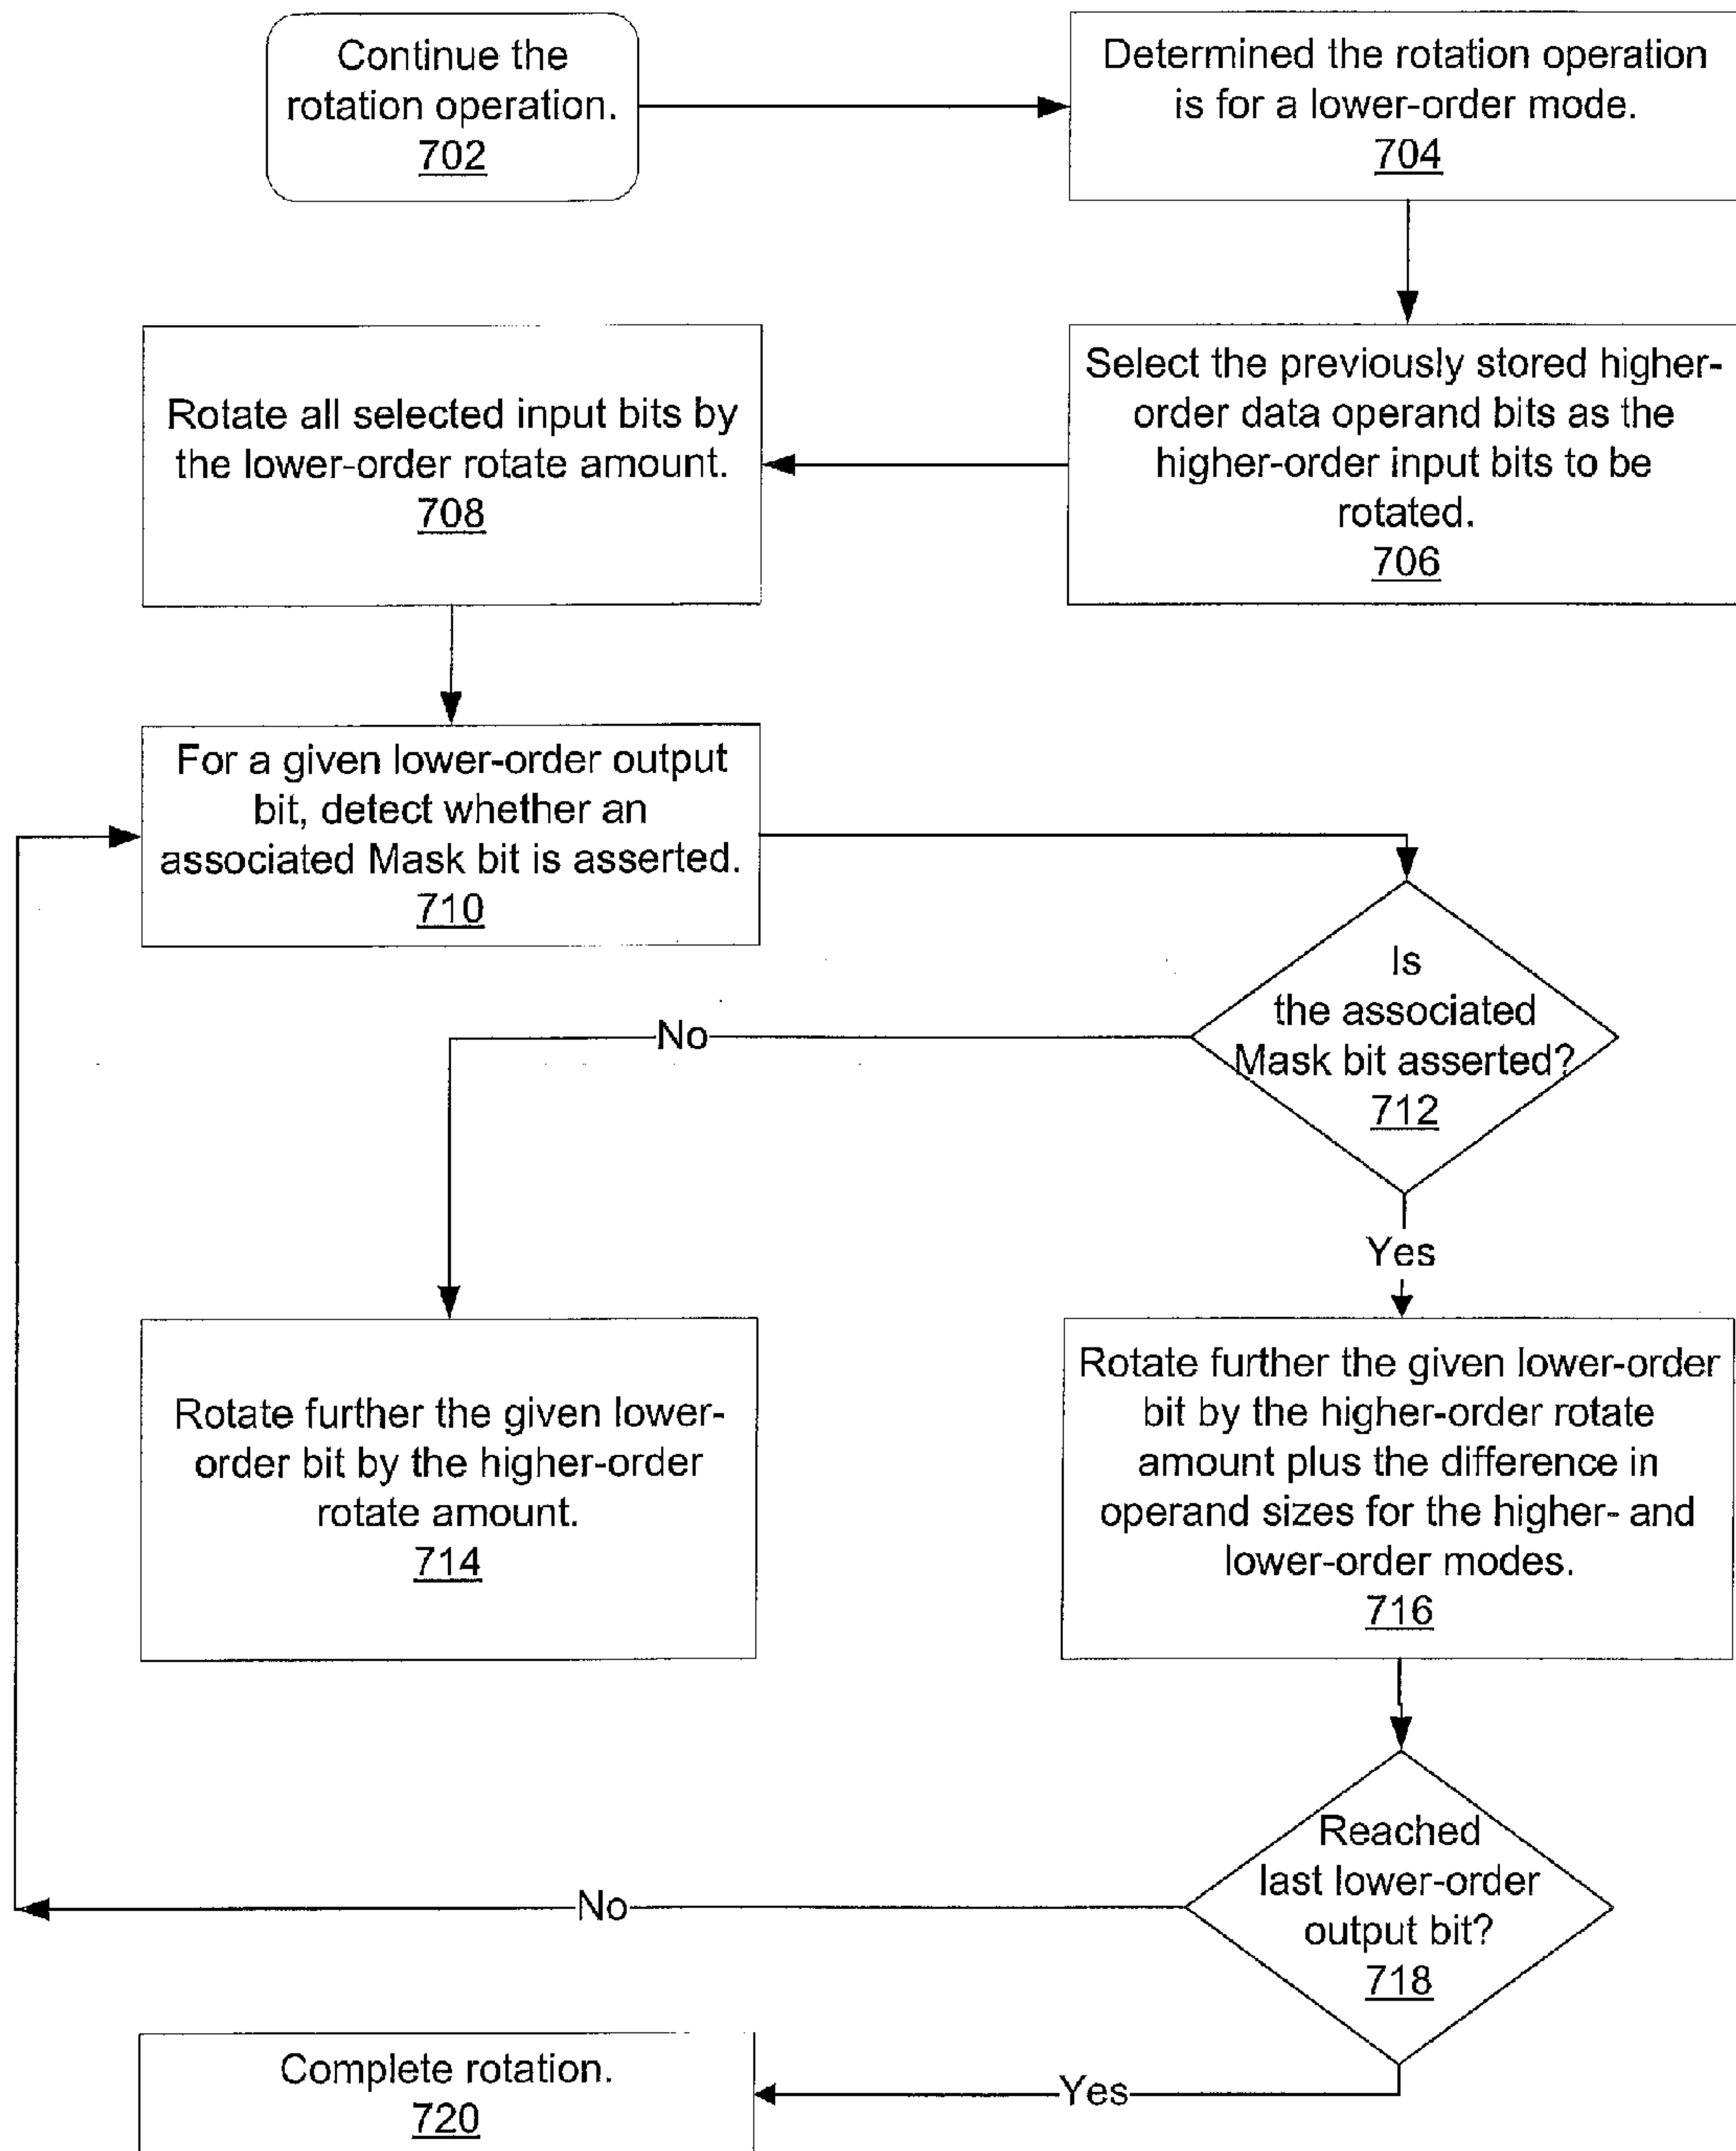 Continue the
rotation operation.
702
Determined the rotation operation
is for a lower-order mode.
704
Select the previously stored higher-
order data operand bits as the
higher-order input bits to be
rotated.
706
Rotate all selected input bits by
the lower-order rotate amount.
708
For a given lower-order output
bit, detect whether an
associated Mask bit is asserted.
710
Is
the associated
Mask bit asserted?
712
No
Yes
Rotate further the given lower-
order bit by the higher-order
rotate amount.
714
Rotate further the given lower-order
bit by the higher-order rotate
amount plus the difference in
operand sizes for the higher- and
lower-order modes.
716
Reached
last lower-order
output bit?
718
No
Yes
Complete rotation.
720